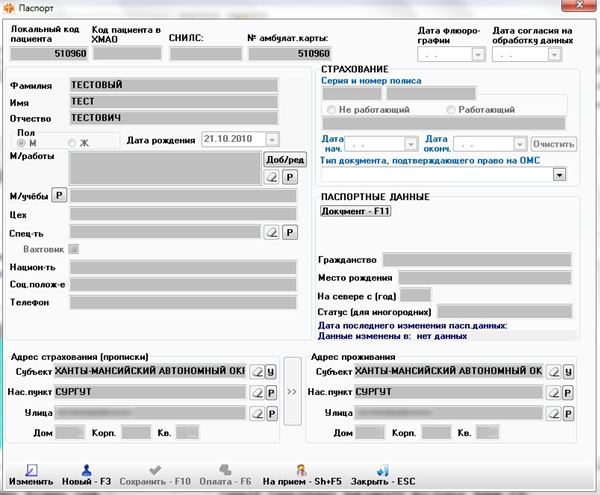 Паспорт
Локальный код пациента
Код пациента в ХМАО
СНИЛС:
№ амбулат.карты:
Дата флюорографии
Дата согласия на обработку данных
510960
510960
Фамилия ТЕСТОВЫЙ
Имя ТЕСТ
Отчество ТЕСТОВИЧ
Пол
М Ж
Дата рождения 21.10.2010
М/работы Доб/ред
Р
М/учёбы Р
Цех
Спец-ть Р
Вахтовик
Национ-ть
Соц.полож-е
Телефон
СТРАХОВАНИЕ
Серия и номер полиса
Не работающий Работающий
Дата нач. Дата оконч. Очистить
Тип документа, подтверждающего право на ОМС
ПАСПОРТНЫЕ ДАННЫЕ
Документ - F11
Гражданство
Место рождения
На севере с (год)
Статус (для иногородних)
Дата последнего изменения пасп.данных:
Данные изменены в: нет данных
Адрес страхования (прописки)
Субъект ХАНТЫ-МАНСИЙСКИЙ АВТОНОМНЫЙ ОКР У
Нас.пункт СУРГУТ Р
Улица Р
Дом Корп. Кв.
>>
Адрес проживания
Субъект ХАНТЫ-МАНСИЙСКИЙ АВТОНОМНЫЙ ОК У
Нас.пункт СУРГУТ Р
Улица Р
Дом Корп. Кв.
Изменить Новый - F3 Сохранить - F10 Оплата - F6 На прием - Sh+F5 Закрыть - ESC